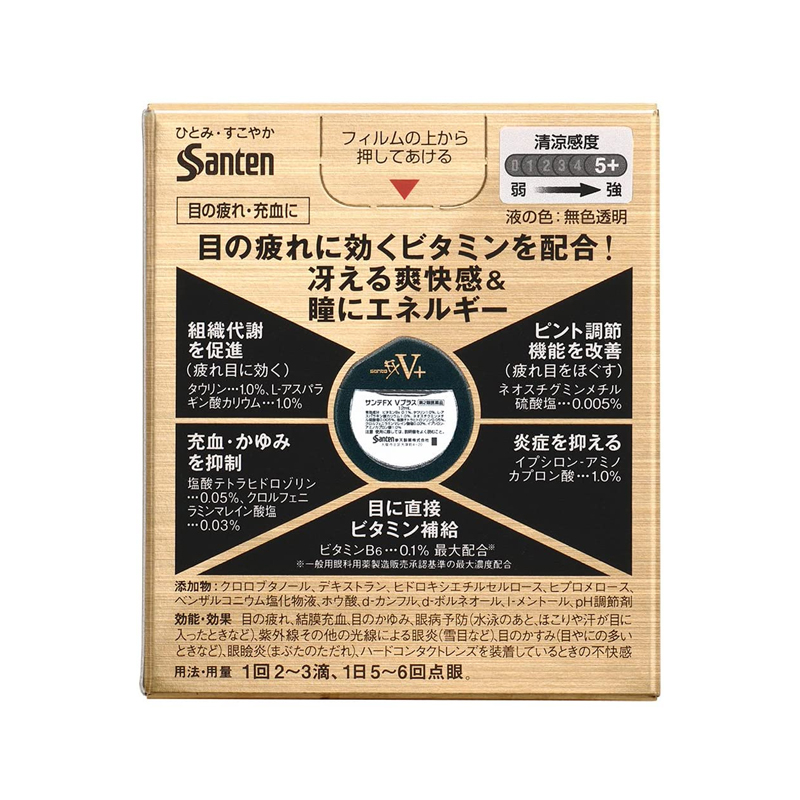 ひとみ・すこやか
Santen
フィルムの上から
押してあける
清涼感度
0 1 2 3 4 5+
弱 強
液の色：無色透明
目の疲れ・充血に
目の疲れに効くビタミンを配合！
冴える爽快感&
瞳にエネルギー
組織代謝
を促進
(疲れ目に効く)
タウリン…1.0%、L-アスパラ
ギン酸カリウム…1.0%
ピント調節
機能を改善
(疲れ目をほぐす)
ネオスチグミンメチル
硫酸塩…0.005%
sante FX V+
サンテFX Vプラス 第2類医薬品
12mL
Santen
充血・かゆみ
を抑制
塩酸テトラヒドロゾリン
…0.05%、クロルフェニ
ラミンマレイン酸塩
…0.03%
炎症を抑える
イプシロン-アミノ
カプロン酸…1.0%
目に直接
ビタミン補給
ビタミンB6…0.1% 最大配合※
※一般用眼科用薬製造販売承認基準の最大濃度配合
添加物：クロロブタノール、デキストラン、ヒドロキシエチルセルロース、ヒプロメロース、
ベンザルコニウム塩化物液、ホウ酸、d-カンフル、d-ボルネオール、l-メントール、pH調節剤
効能・効果 目の疲れ、結膜充血、目のかゆみ、眼病予防(水泳のあと、ほこりや汗が目に
入ったときなど)、紫外線その他の光線による眼炎(雪目など)、目のかすみ(目やにの多い
ときなど)、眼瞼炎(まぶたのただれ)、ハードコンタクトレンズを装着しているときの不快感
用法・用量 1回2〜3滴、1日5〜6回点眼。